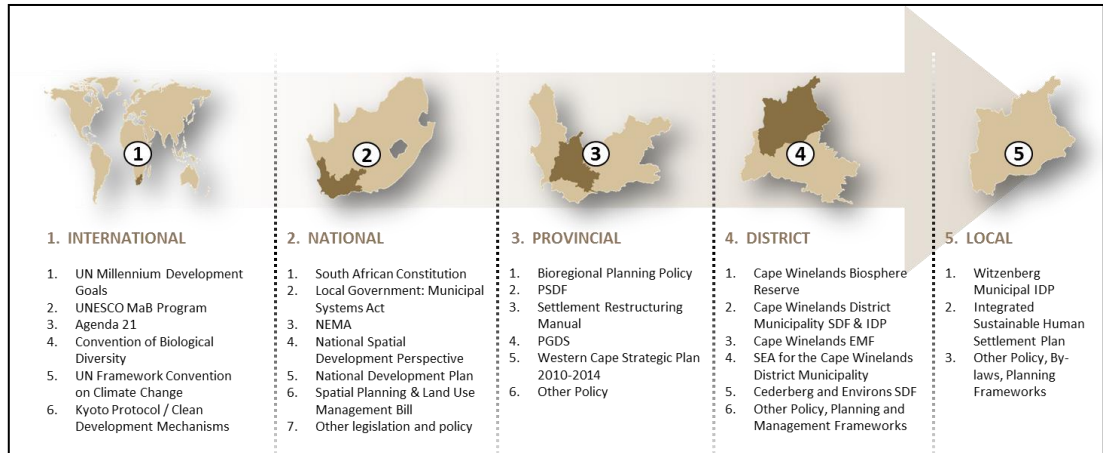 1
2
3
4
5
1. INTERNATIONAL
1. UN Millennium Development
Goals
2. UNESCO MaB Program
3. Agenda 21
4. Convention of Biological
Diversity
5. UN Framework Convention
on Climate Change
6. Kyoto Protocol / Clean
Development Mechanisms
2. NATIONAL
1. South African Constitution
2. Local Government: Municipal
Systems Act
3. NEMA
4. National Spatial
Development Perspective
5. National Development Plan
6. Spatial Planning & Land Use
Management Bill
7. Other legislation and policy
3. PROVINCIAL
1. Bioregional Planning Policy
2. PSDF
3. Settlement Restructuring
Manual
4. PGDS
5. Western Cape Strategic Plan
2010-2014
6. Other Policy
4. DISTRICT
1. Cape Winelands Biosphere
Reserve
2. Cape Winelands District
Municipality SDF & IDP
3. Cape Winelands EMF
4. SEA for the Cape Winelands
District Municipality
5. Cederberg and Environs SDF
6. Other Policy, Planning and
Management Frameworks
5. LOCAL
1. Witzenberg
Municipal IDP
2. Integrated
Sustainable Human
Settlement Plan
3. Other Policy, By-
laws, Planning
Frameworks